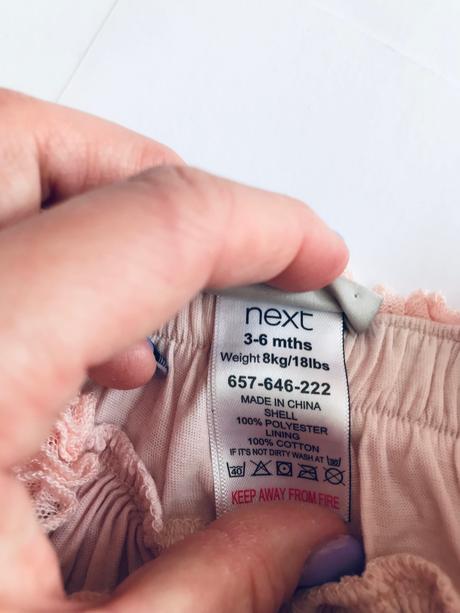 next
3-6 mths
Weight 8kg/18lbs
657-646-222
MADE IN CHINA
SHELL
100% POLYESTER
LINING
100% COTTON
IF IT'S NOT DIRTY WASH AT
40
KEEP AWAY FROM FIRE